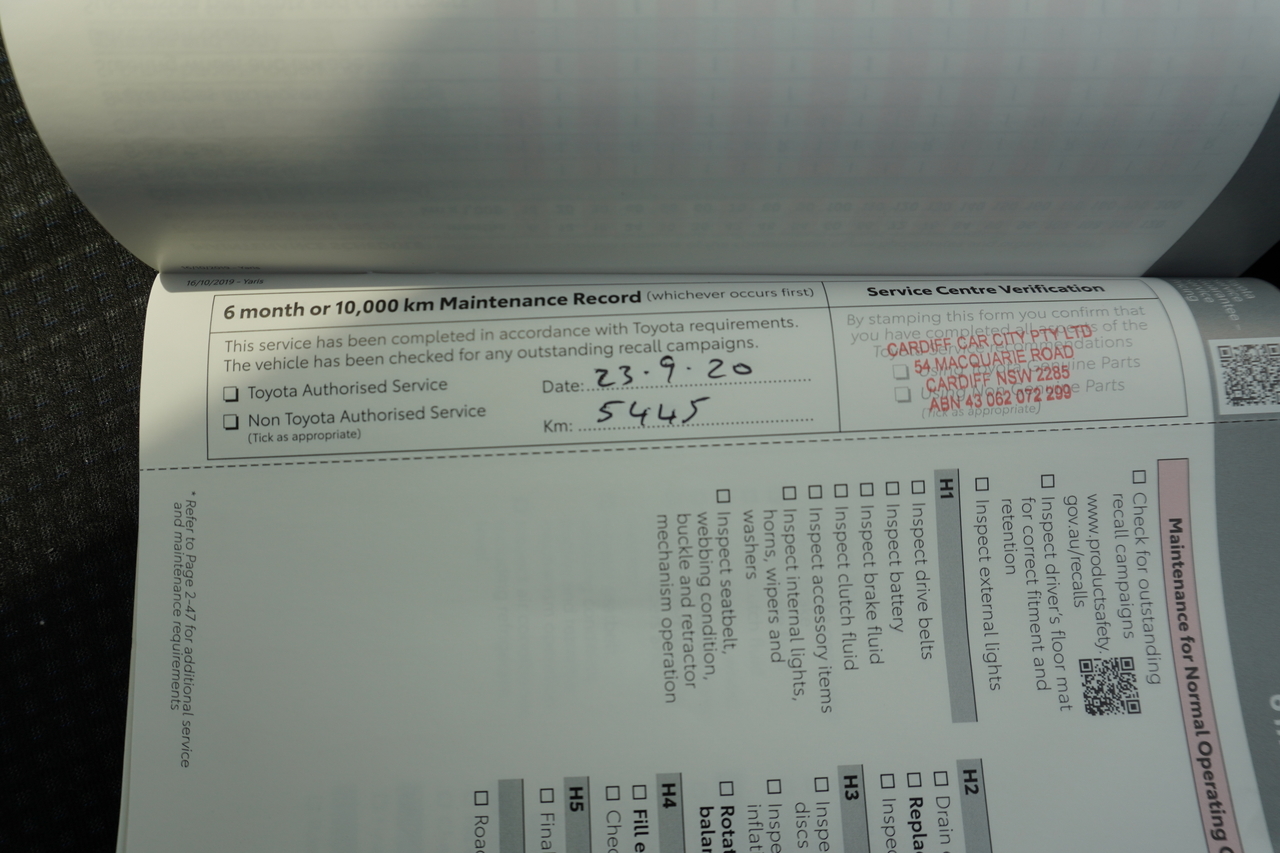 16/10/2019 – Yaris
6 month or 10,000 km Maintenance Record (whichever occurs first)
This service has been completed in accordance with Toyota requirements.
The vehicle has been checked for any outstanding recall campaigns.
❏ Toyota Authorised Service
❏ Non Toyota Authorised Service
(Tick as appropriate)
Date: 23·9·20
Km: 5445
Service Centre Verification
By stamping this form you confirm that
you have completed all of the
CARDIFF CAR CITY PTY LTD
54 MACQUARIE ROAD
CARDIFF NSW 2285
ABN 43 062 072 299
Parts
Parts
(Tick as appropriate)
Maintenance for Normal Operating
☐ Check for outstanding
recall campaigns
www.productsafety.
gov.au/recalls
☐ Inspect driver's floor mat
for correct fitment and
retention
☐ Inspect external lights
H1
☐ Inspect drive belts
☐ Inspect battery
☐ Inspect brake fluid
☐ Inspect clutch fluid
☐ Inspect accessory items
☐ Inspect internal lights,
horns, wipers and
washers
☐ Inspect seatbelt,
webbing condition,
buckle and retractor
mechanism operation
* Refer to Page 2-47 for additional service
and maintenance requirements
H2
☐ Drain
H3
discs
H4
☐ Fill
H5